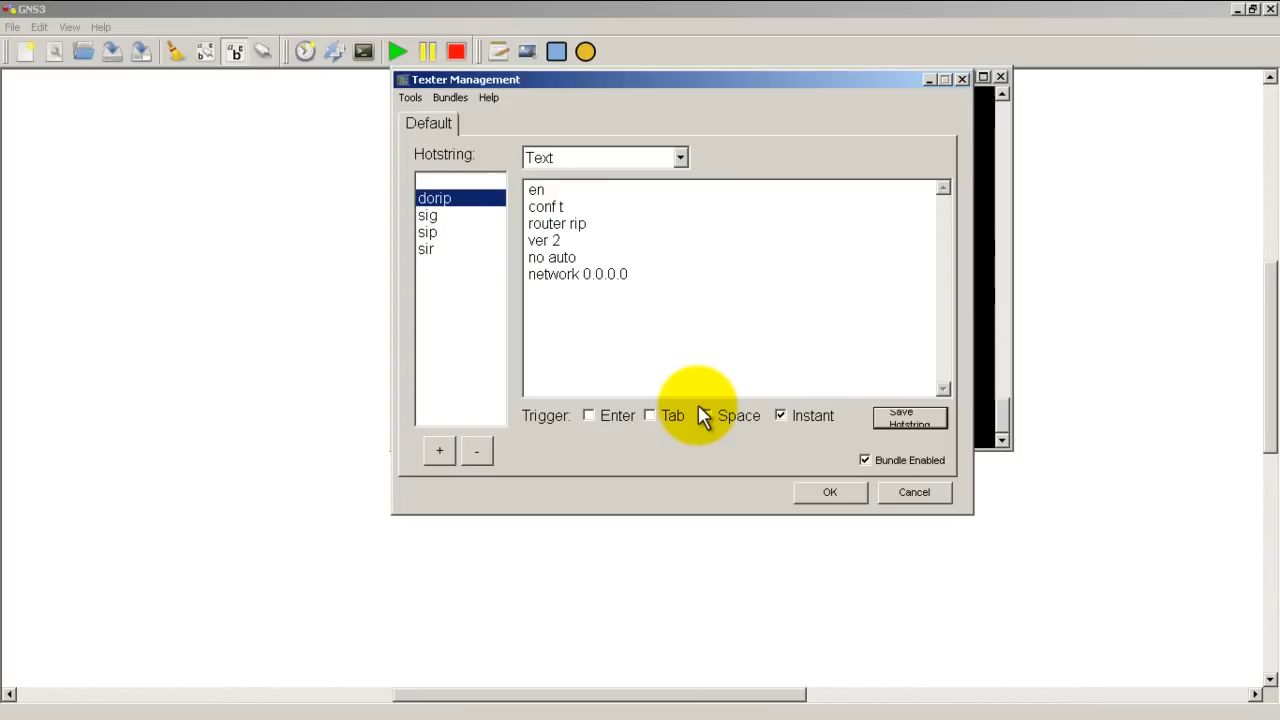 GNS3
File Edit View Help
Texter Management
Tools Bundles Help
Default
Hotstring:
Text
dorip
sig
sip
sir
en
conf t
router rip
ver 2
no auto
network 0.0.0.0
Trigger: Enter Tab Space Instant
Save
Hotstring
+ -
Bundle Enabled
OK Cancel